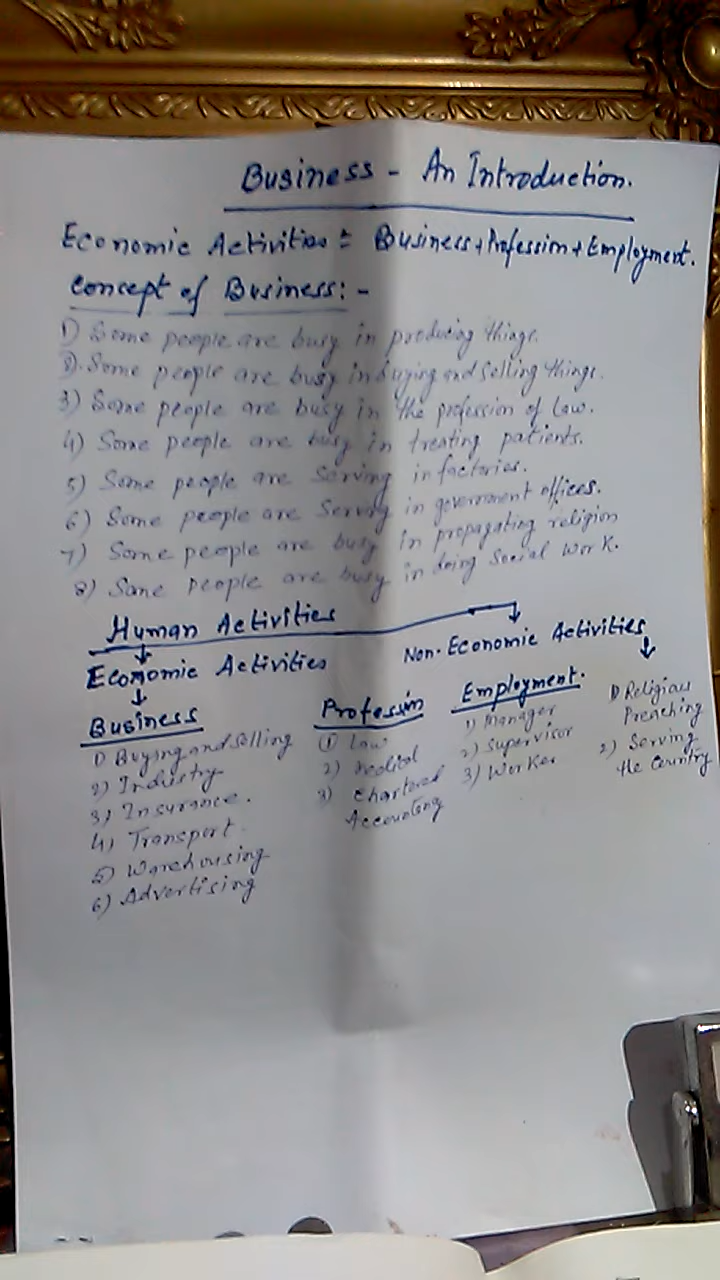 Business - An Introduction.
Economic Activities = Business + Profession + Employment.
Concept of Business: -
1) Some people are busy in producing things.
2). Some people are busy in buying and selling things.
3) Some people are busy in the profession of law.
4) Some people are busy in treating patients.
5) Some people are Serving in factories.
6) Some people are Serving in government offices.
7) Some people are busy in propagating religion
8) Some people are busy in doing Social Work.
Human Activities
Economic Activities
Non-Economic Activities
Business
1) Buying and selling
2) Industry
3) Insurance.
4) Transport.
5) Warehousing
6) Advertising
Profession
1) Law
2) Medical
3) Chartered
Accounting
Employment.
1) Manager
2) Supervisor
3) Worker
1) Religious
Preaching
2) Serving
the Country